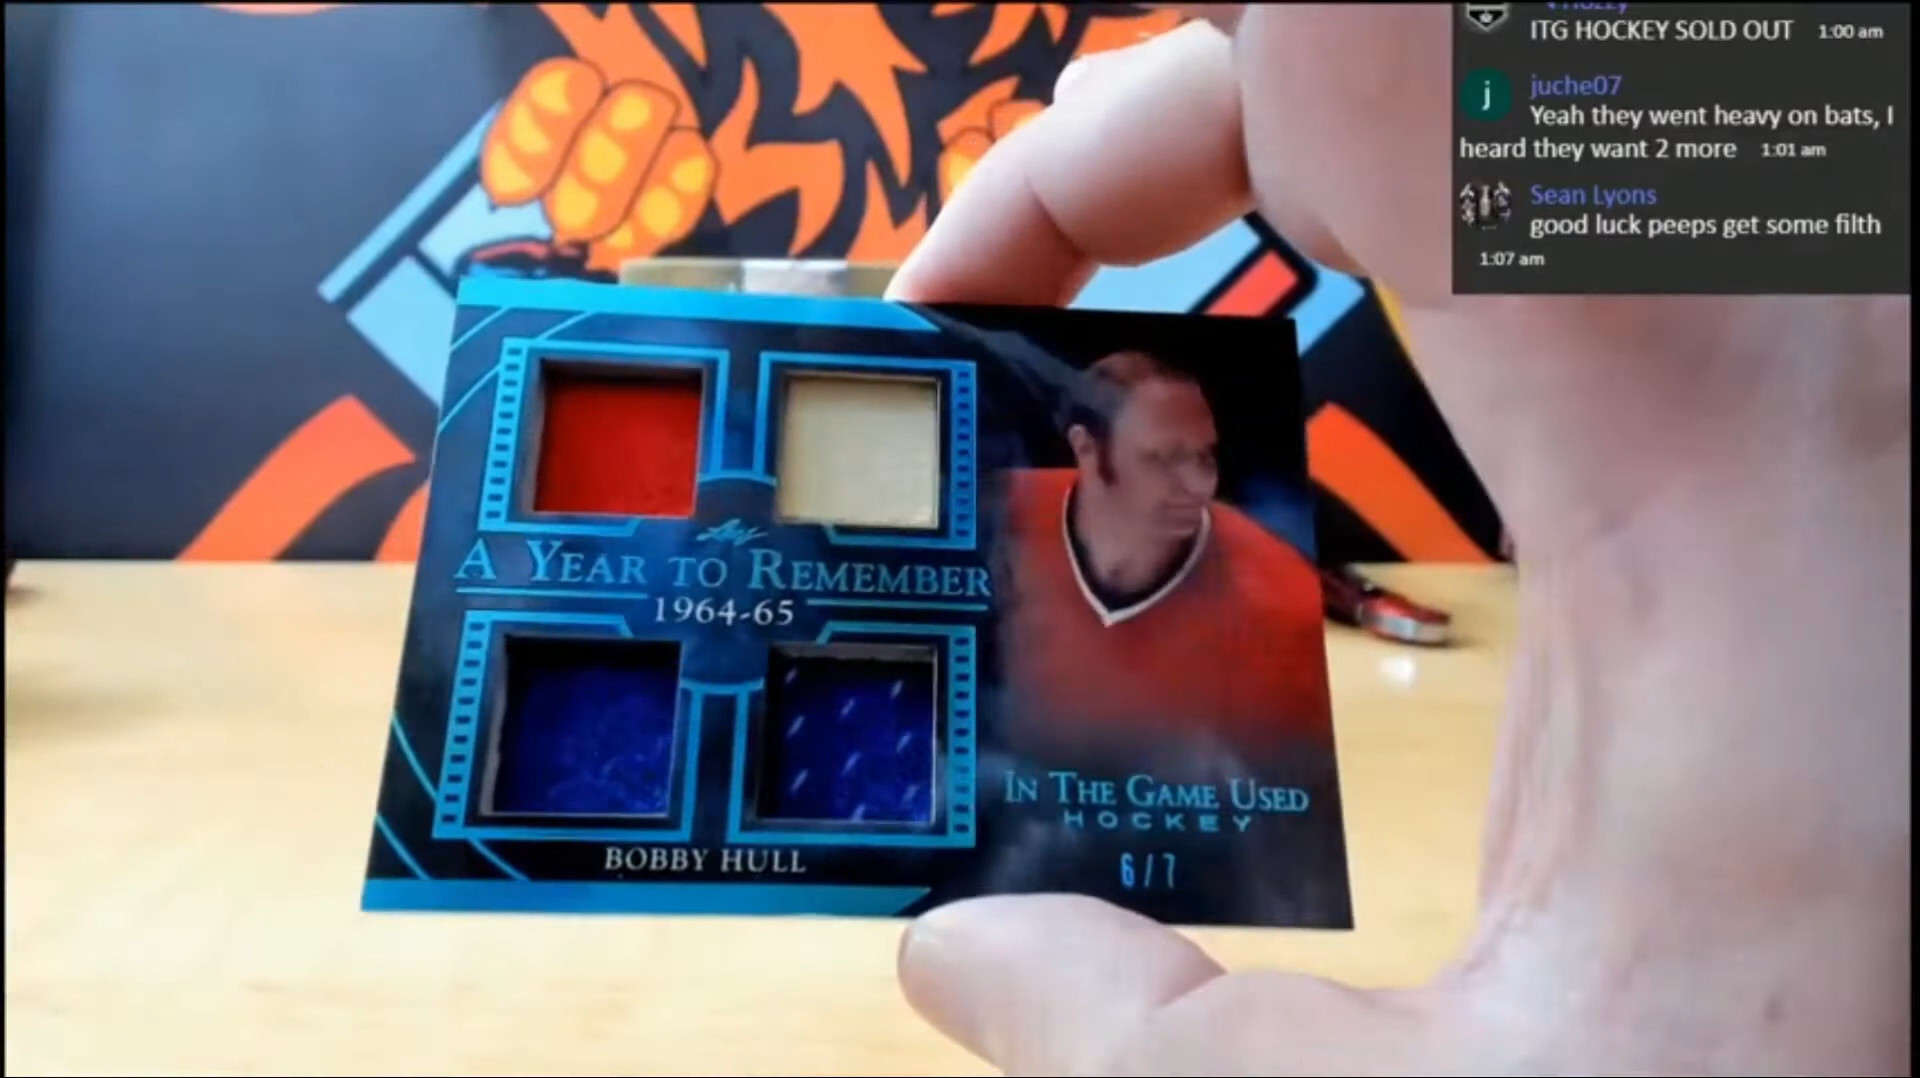 ITG HOCKEY SOLD OUT 1:00 am
j juche07
Yeah they went heavy on bats, I
heard they want 2 more 1:01 am
Sean Lyons
good luck peeps get some filth
1:07 am
Leaf
A YEAR TO REMEMBER
1964-65
BOBBY HULL
IN THE GAME USED
HOCKEY
6/7